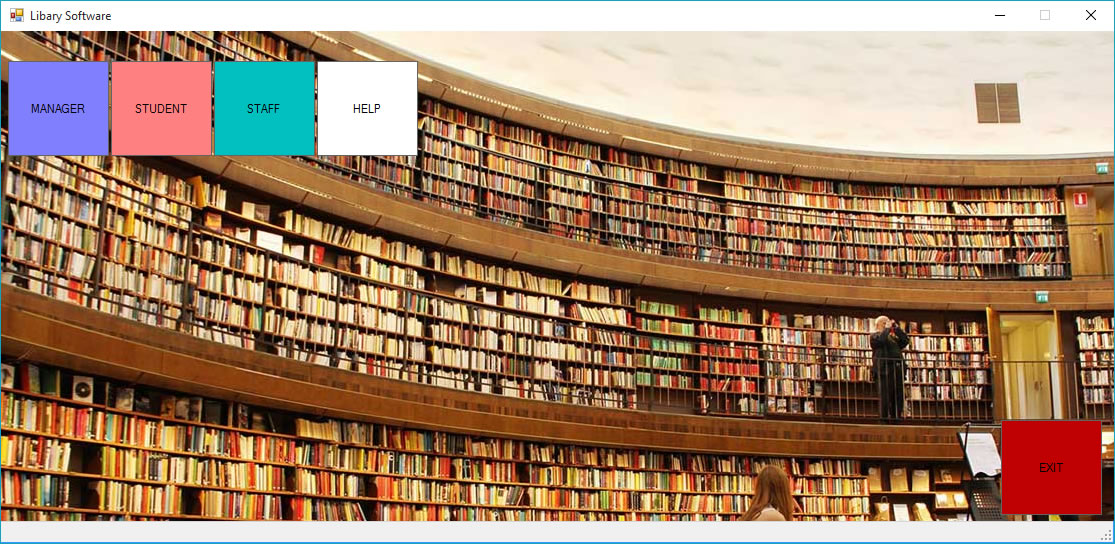 Libary Software
MANAGER STUDENT STAFF HELP
EXIT